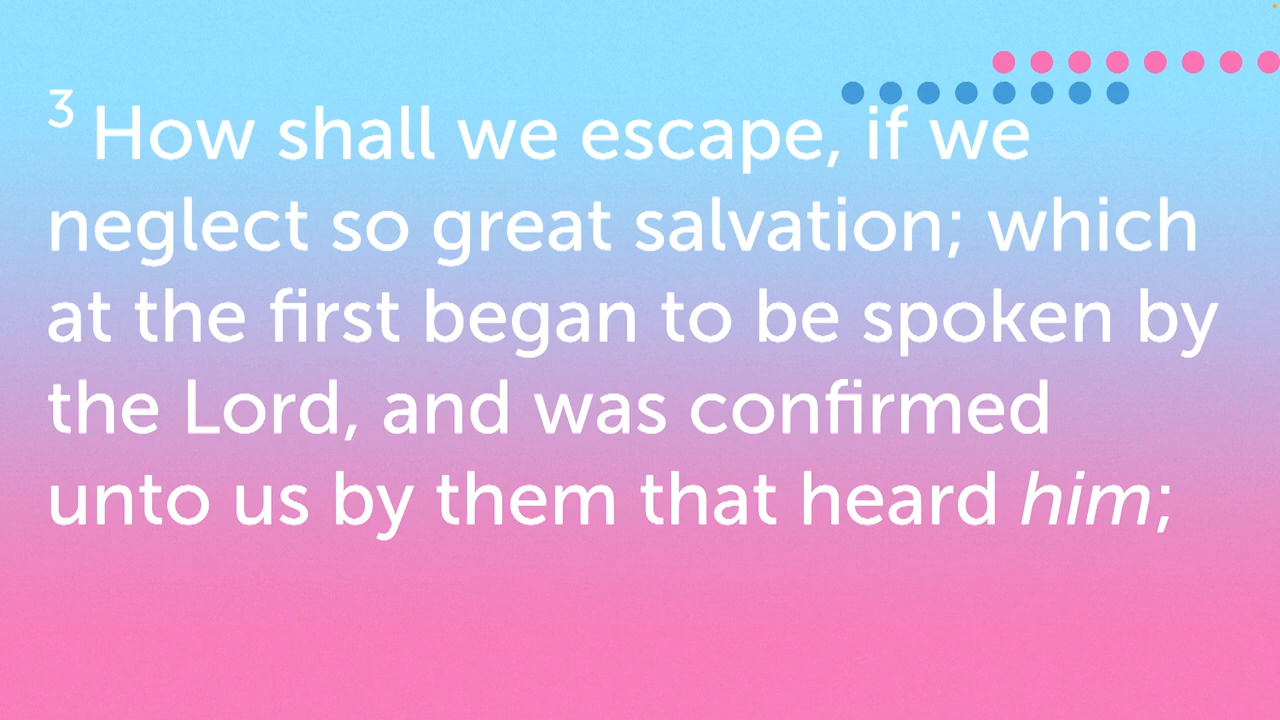 3 How shall we escape, if we
neglect so great salvation; which
at the first began to be spoken by
the Lord, and was confirmed
unto us by them that heard him;